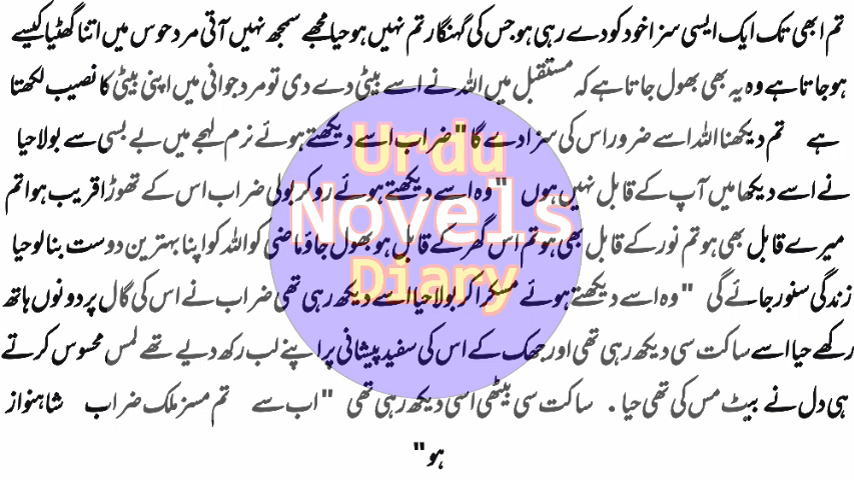 تم ابھی تک ایک ایسی سزا خود کو دے رہی ہو جس کی گہنگار تم نہیں ہو حیا مجھے سمجھ نہیں آتی مرد حوس میں اتنا گھٹیا کیسے
ہو جاتا ہے وہ یہ بھی بھول جاتا ہے کہ مستقبل میں اللہ نے اسے بیٹی دے دی تو مرد جوانی میں اپنی بیٹی کا نصیب لکھتا
ہے تم دیکھنا اللہ اسے ضرور اس کی سزا دے گا " ضراب اسے دیکھتے ہوئے نرم لہجے میں بے بسی سے بولا حیا
نے اسے دیکھا میں آپ کے قابل نہیں ہوں " وہ اسے دیکھتے ہوئے رو کر بولی ضراب اس کے تھوڑا قریب ہوا تم
میرے قابل بھی ہو تم نور کے قابل بھی ہو تم اس گھر کے قابل ہو بھول جاؤ ماضی کو اللہ کو اپنا بہترین دوست بنا لو حیا
زندگی سنور جائے گی " وہ اسے دیکھتے ہوئے مسکرا کر بولا حیا اسے دیکھ رہی تھی ضراب نے اس کی گال پر دونوں ہاتھ
رکھے حیا اسے ساکت سی دیکھ رہی تھی اور جھک کے اس کی سفید پیشانی پر اپنے لب رکھ دیے تھے لمس محسوس کرتے
ہی دل نے بیٹ مس کی تھی حیا . ساکت سی بیٹھی اسی دیکھ رہی تھی " اب سے تم مسز ملک ضراب شاہنواز
ہو "
Urdu
Novels
Diary